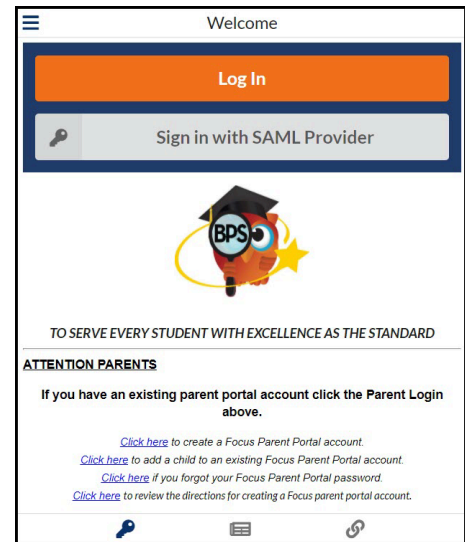 Welcome
Log In
Sign in with SAML Provider
BPS
TO SERVE EVERY STUDENT WITH EXCELLENCE AS THE STANDARD
ATTENTION PARENTS
If you have an existing parent portal account click the Parent Login
above.
Click here to create a Focus Parent Portal account.
Click here to add a child to an existing Focus Parent Portal account.
Click here if you forgot your Focus Parent Portal password.
Click here to review the directions for creating a Focus parent portal account.